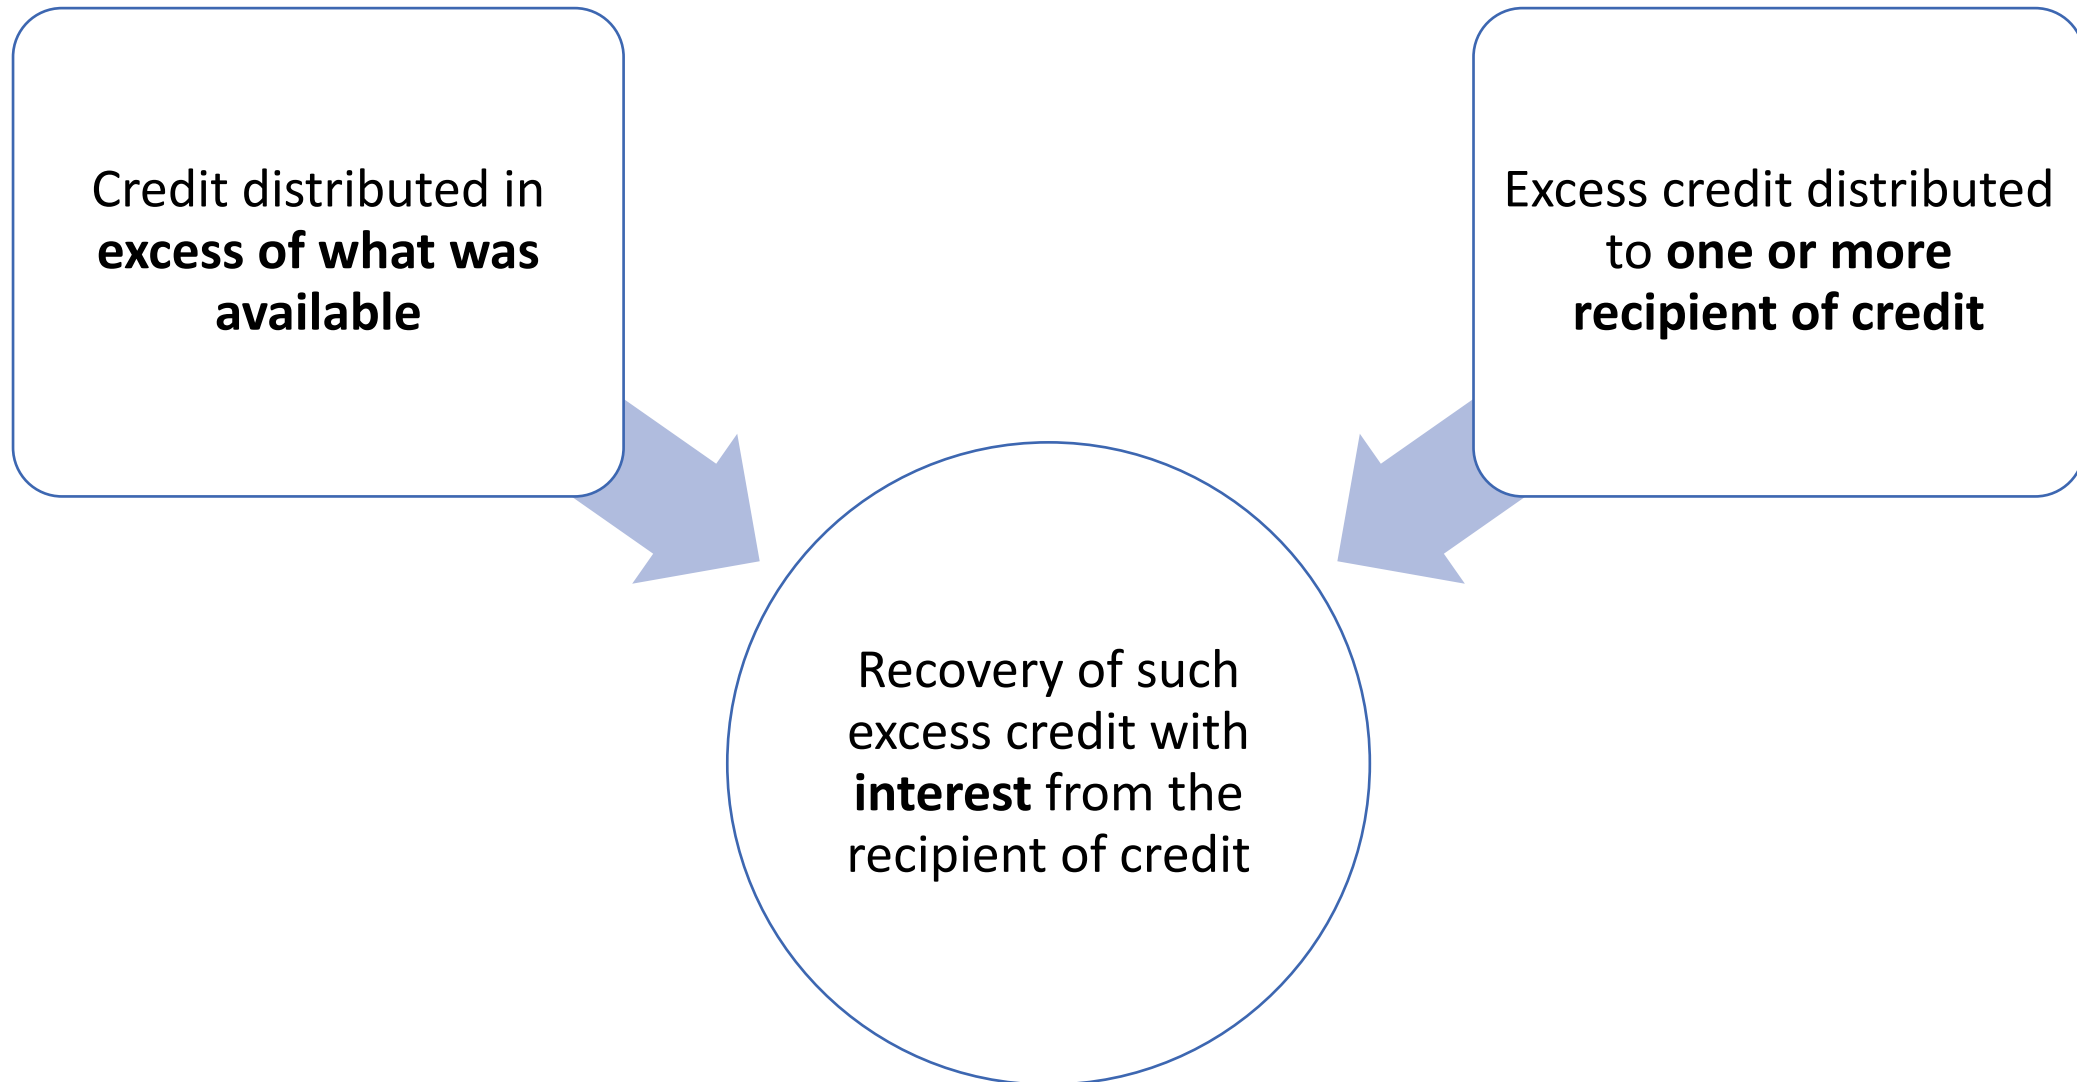 Credit distributed in
excess of what was
available
Excess credit distributed
to one or more
recipient of credit
Recovery of such
excess credit with
interest from the
recipient of credit